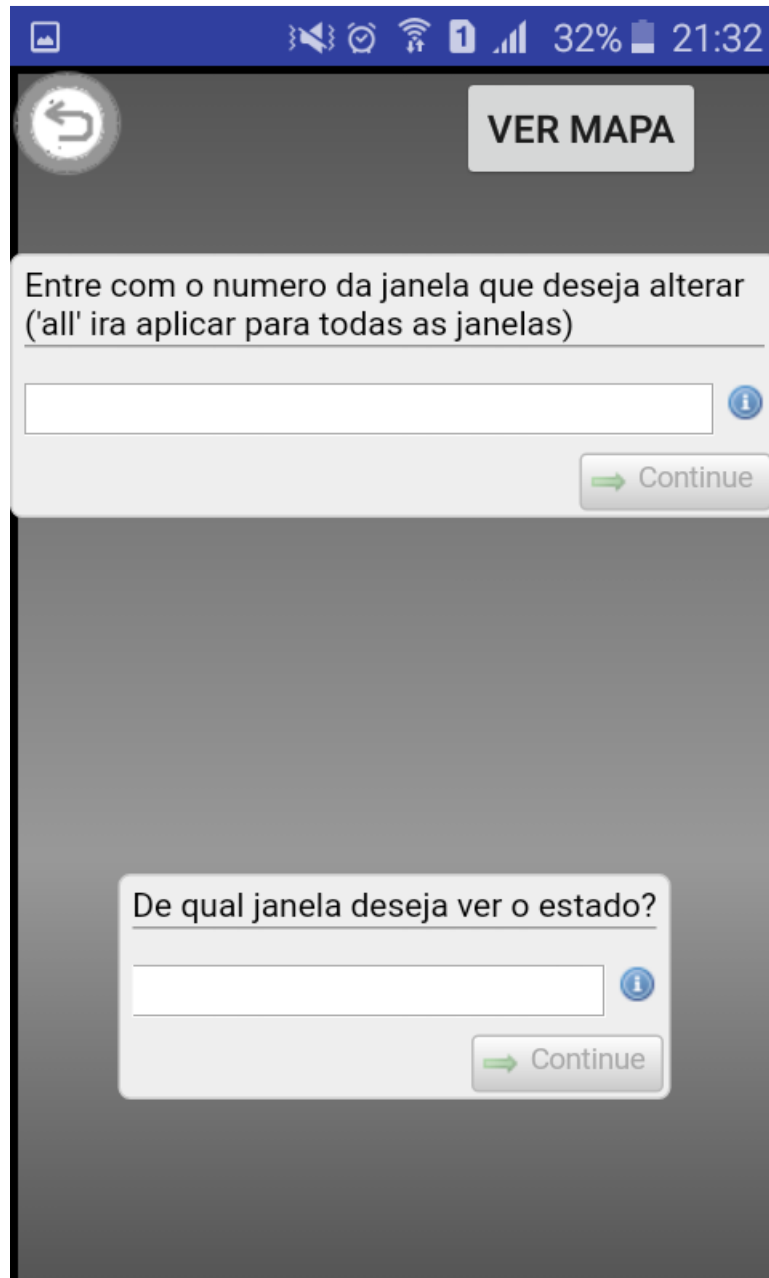 1 32% 21:32
VER MAPA
Entre com o numero da janela que deseja alterar
('all' ira aplicar para todas as janelas)
Continue
De qual janela deseja ver o estado?
Continue